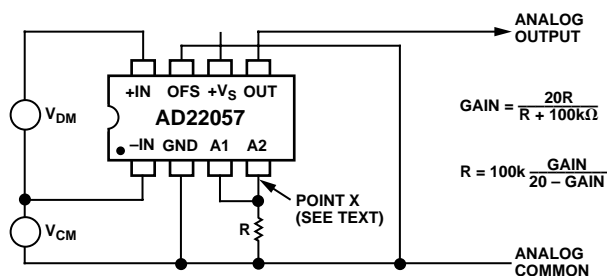 ANALOG
OUTPUT
+IN OFS +VS OUT
AD22057
–IN GND A1 A2
VDM
VCM
POINT X
(SEE TEXT)
R
GAIN = 20R / R + 100kΩ
R = 100k GAIN / 20 – GAIN
ANALOG
COMMON